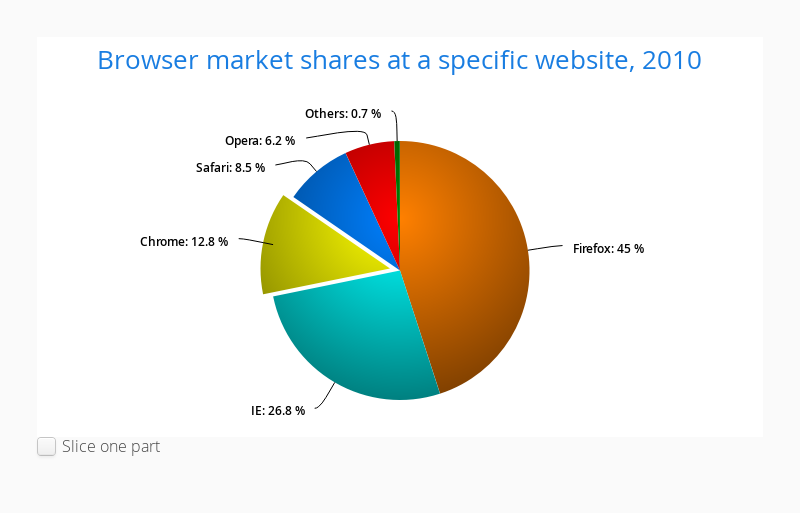 Browser market shares at a specific website, 2010
Others: 0.7 %
Opera: 6.2 %
Safari: 8.5 %
Chrome: 12.8 %
Firefox: 45 %
IE: 26.8 %
Slice one part